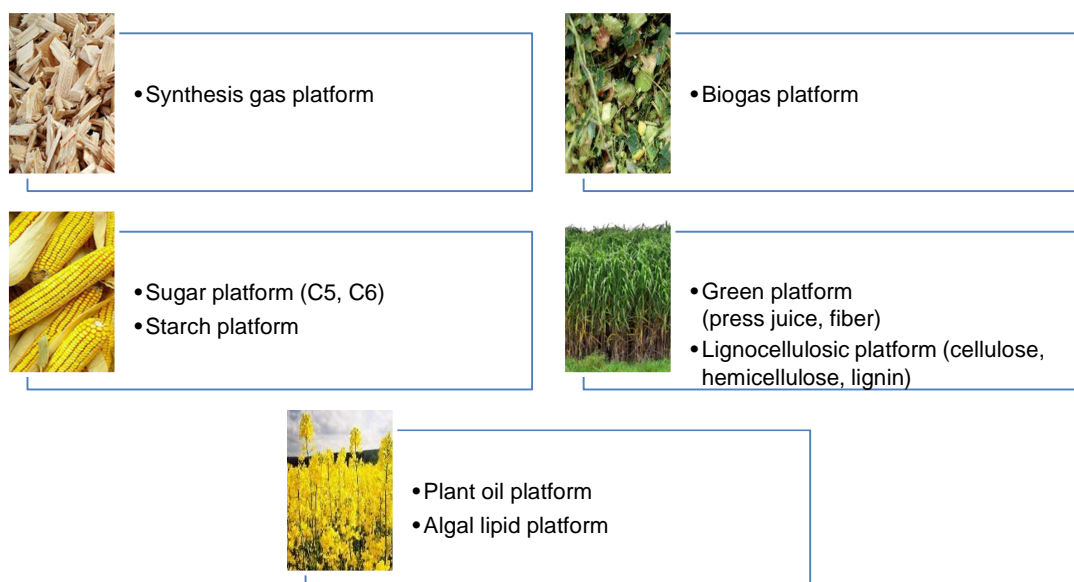 •Synthesis gas platform
•Biogas platform
•Sugar platform (C5, C6)
•Starch platform
•Green platform
(press juice, fiber)
•Lignocellulosic platform (cellulose,
hemicellulose, lignin)
•Plant oil platform
•Algal lipid platform